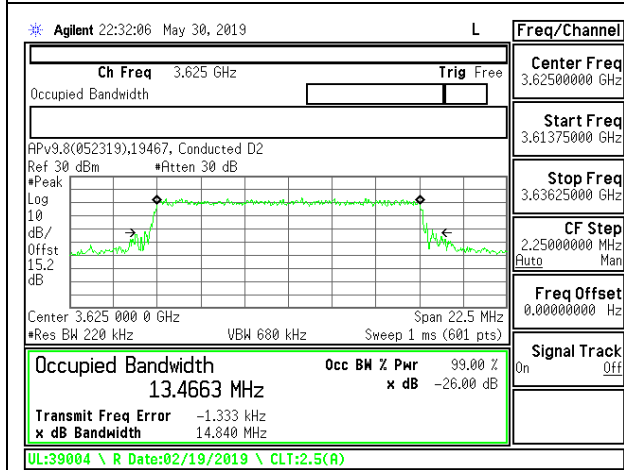 Agilent 22:32:06 May 30, 2019 L
Freq/Channel
Ch Freq 3.625 GHz Trig Free
Occupied Bandwidth
Center Freq
3.62500000 GHz
Start Freq
3.61375000 GHz
Stop Freq
3.63625000 GHz
CF Step
2.25000000 MHz
Auto Man
Freq Offset
0.00000000 Hz
Signal Track
On Off
APv9.8(052319),19467, Conducted D2
Ref 30 dBm #Atten 30 dB
#Peak
Log
10
dB/
Offst
15.2
dB
Center 3.625 000 0 GHz Span 22.5 MHz
#Res BW 220 kHz VBW 680 kHz Sweep 1 ms (601 pts)
Occupied Bandwidth Occ BW % Pwr 99.00 %
13.4663 MHz x dB -26.00 dB
Transmit Freq Error -1.333 kHz
x dB Bandwidth 14.840 MHz
UL:39004 \ R Date:02/19/2019 \ CLT:2.5(A)